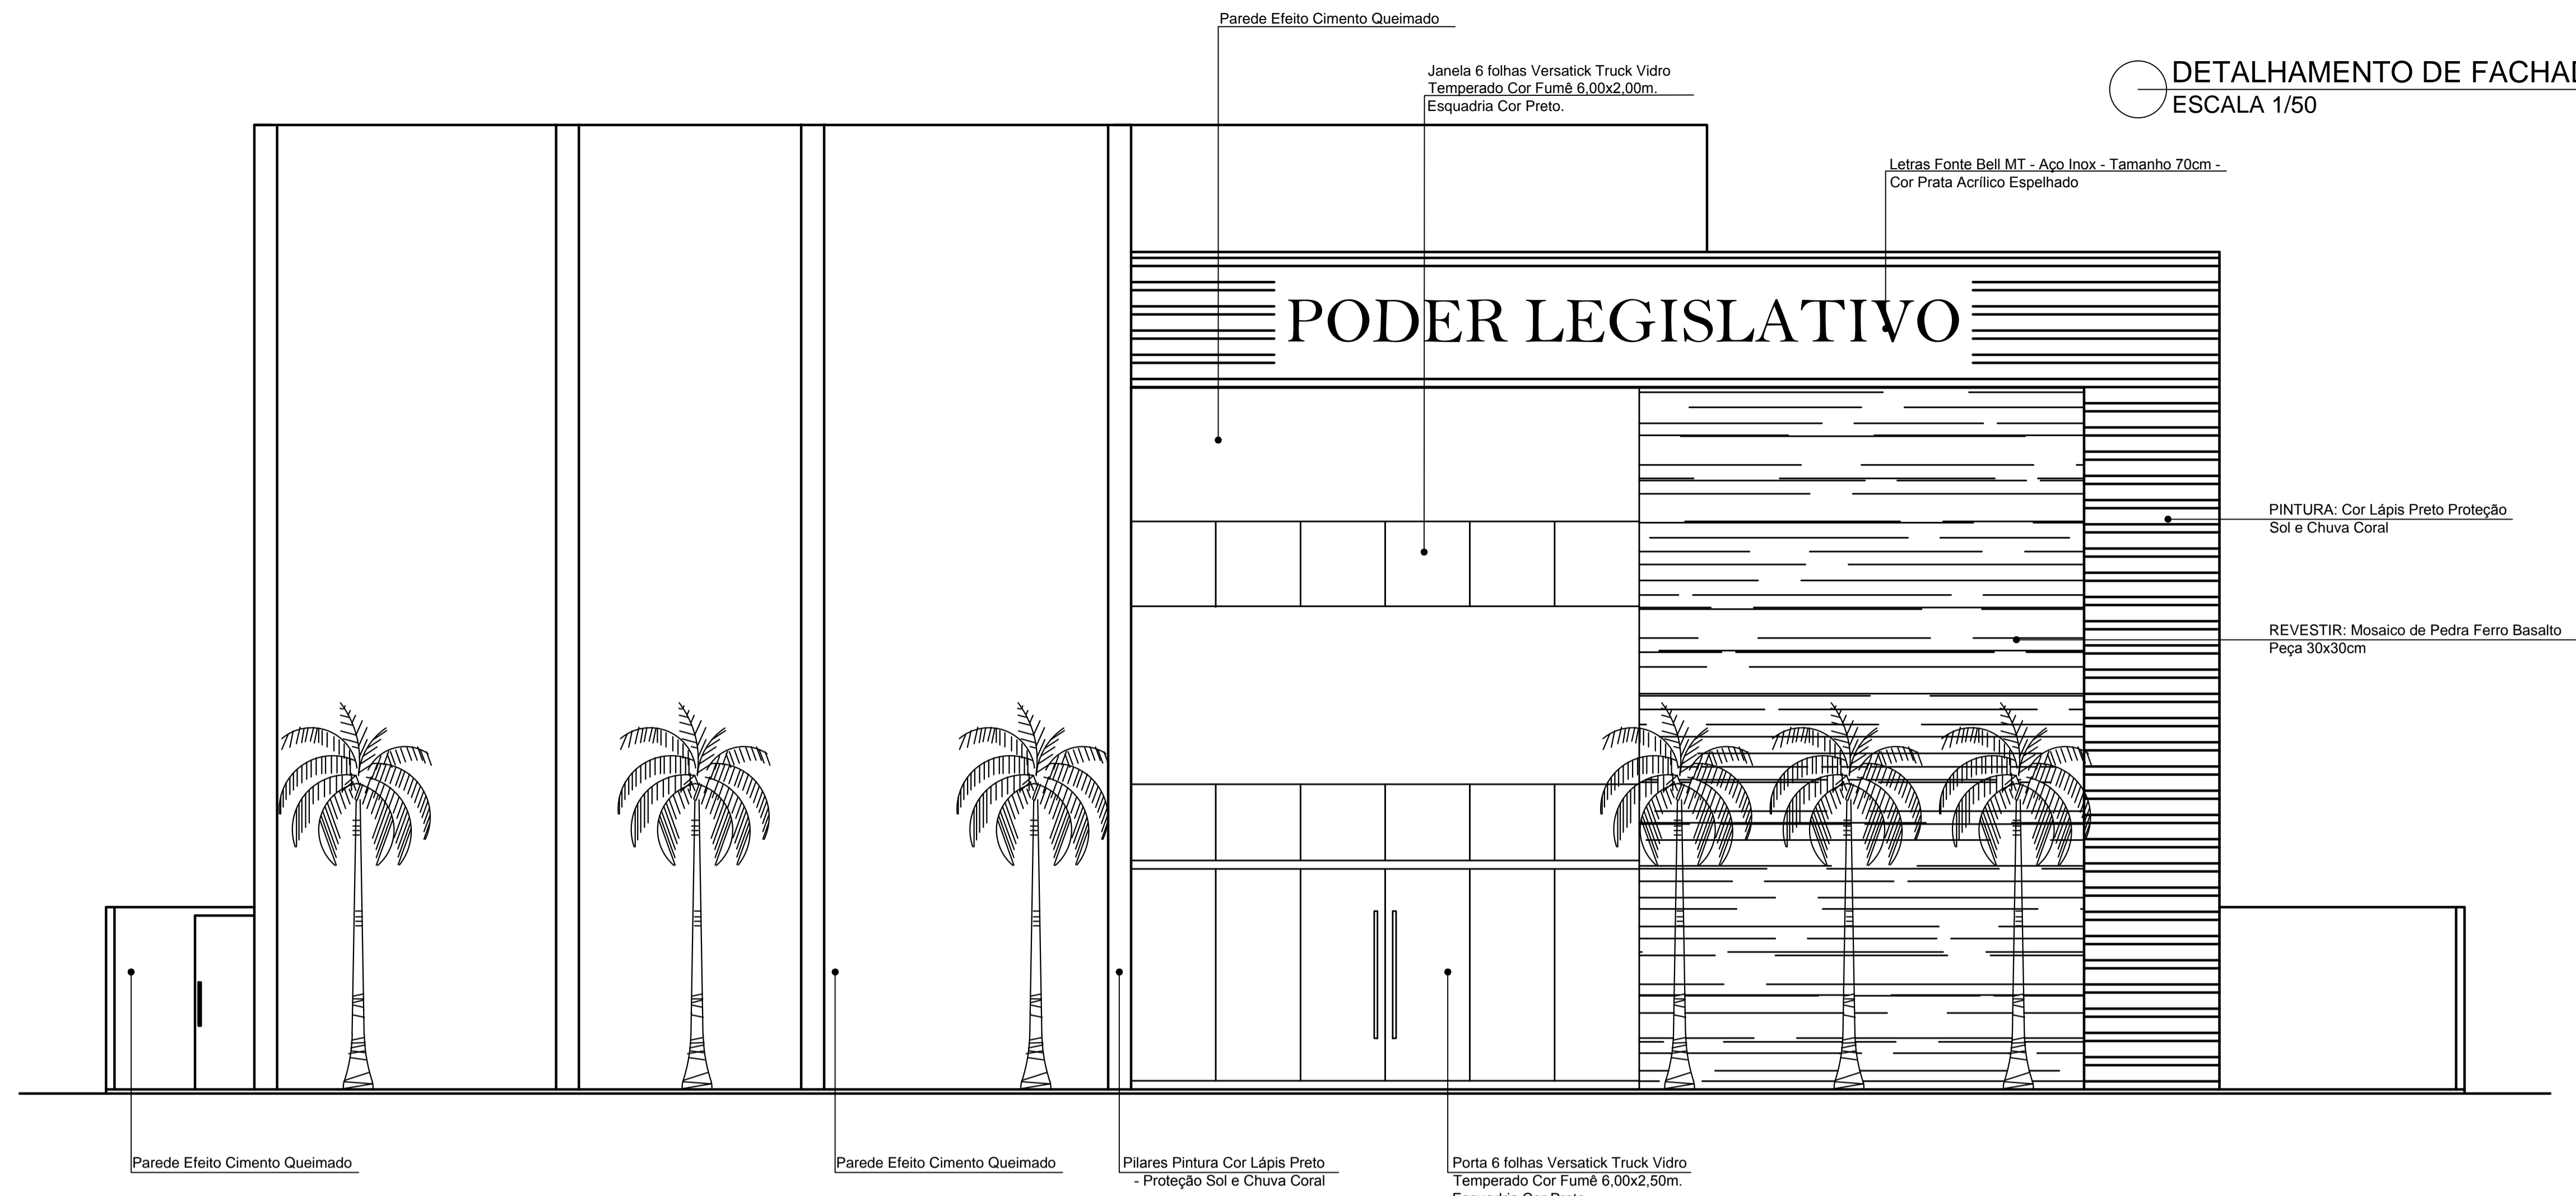 Parede Efeito Cimento Queimado
Janela 6 folhas Versatick Truck Vidro
Temperado Cor Fumê 6,00x2,00m.
Esquadria Cor Preto.
DETALHAMENTO DE FACHAD
ESCALA 1/50
Letras Fonte Bell MT - Aço Inox - Tamanho 70cm -
Cor Prata Acrílico Espelhado
PODER LEGISLATIVO
PINTURA: Cor Lápis Preto Proteção
Sol e Chuva Coral
REVESTIR: Mosaico de Pedra Ferro Basalto
Peça 30x30cm
Parede Efeito Cimento Queimado
Parede Efeito Cimento Queimado
Pilares Pintura Cor Lápis Preto
- Proteção Sol e Chuva Coral
Porta 6 folhas Versatick Truck Vidro
Temperado Cor Fumê 6,00x2,50m.
Esquadria Cor Preto